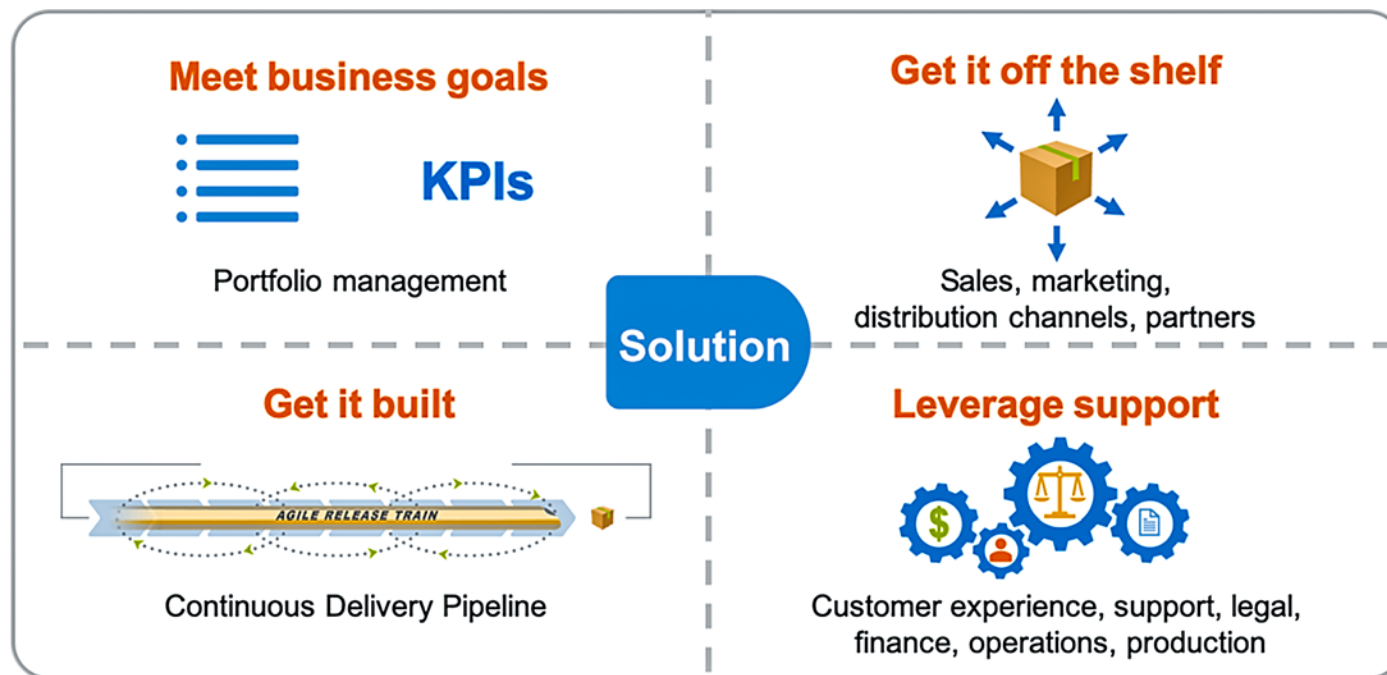 Meet business goals
KPIs
Portfolio management
Get it off the shelf
Sales, marketing,
distribution channels, partners
Solution
Get it built
AGILE RELEASE TRAIN
Continuous Delivery Pipeline
Leverage support
$
Customer experience, support, legal,
finance, operations, production